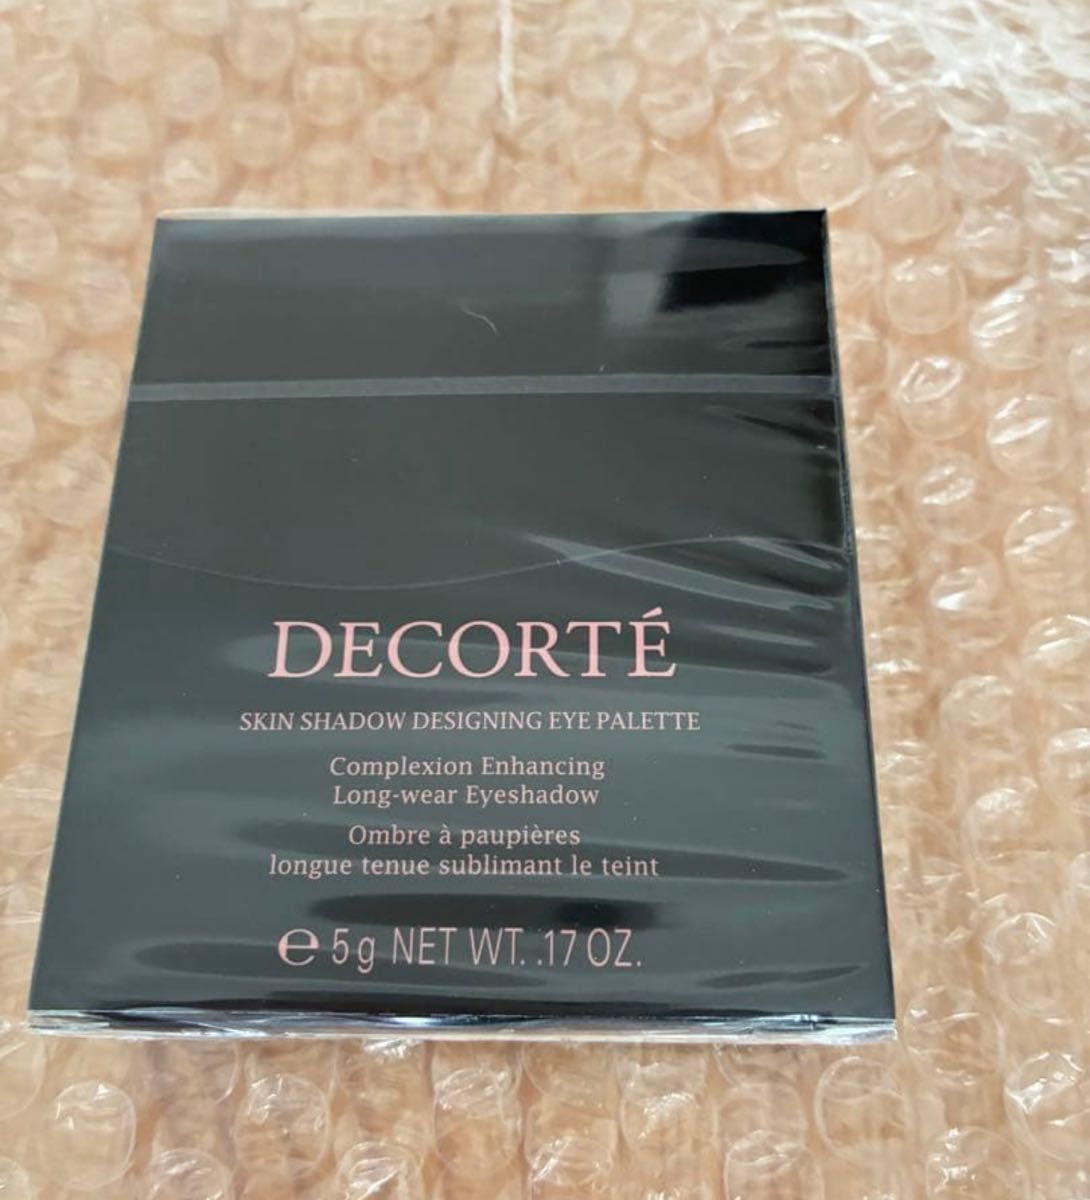 DECORTÉ
SKIN SHADOW DESIGNING EYE PALETTE
Complexion Enhancing
Long-wear Eyeshadow
Ombre à paupières
longue tenue sublimant le teint
℮ 5g NET WT. .17 OZ.